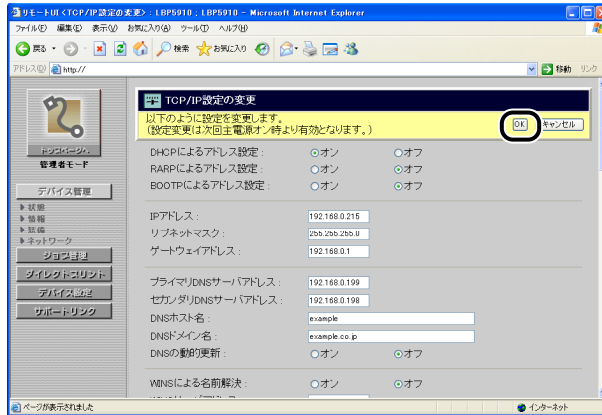 リモートUI <TCP/IP設定の変更> : LBP5910 ; LBP5910 - Microsoft Internet Explorer
ファイル(F) 編集(E) 表示(V) お気に入り(A) ツール(T) ヘルプ(H)
戻る 検索 お気に入り
アドレス(D) http:// 移動 リンク
TCP/IP設定の変更
以下のように設定を変更します。
(設定変更は次回主電源オン時より有効となります。)
OK キャンセル
トップページへ
管理者モード
デバイス管理
状態
情報
装備
ネットワーク
ジョブ管理
ダイレクトプリント
デバイス設定
サポートリンク
DHCPによるアドレス設定 : オン オフ
RARPによるアドレス設定 : オン オフ
BOOTPによるアドレス設定 : オン オフ
IPアドレス : 192.168.0.215
サブネットマスク : 255.255.255.0
ゲートウェイアドレス : 192.168.0.1
プライマリDNSサーバアドレス : 192.168.0.199
セカンダリDNSサーバアドレス : 192.168.0.198
DNSホスト名 : example
DNSドメイン名 : example.co.jp
DNSの動的更新 : オン オフ
WINSによる名前解決 : オン オフ
ページが表示されました インターネット